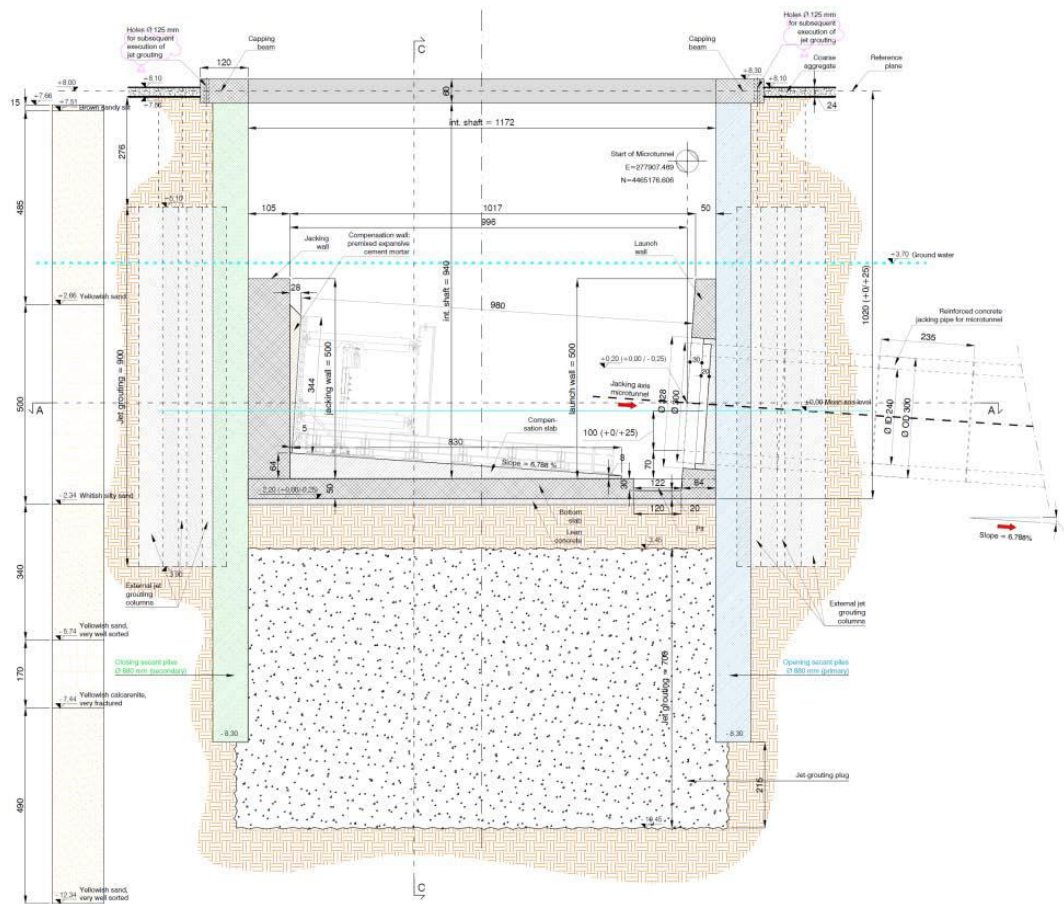 Holes Ø 125 mm
for subsequent
execution of
jet grouting
Capping
beam
C
Capping
beam
Holes Ø 125 mm
for subsequent
execution of
jet grouting
Coarse
aggregate
Reference
plane
120
+8.00
+8.10
+8.30
+8.10
60
15
+7.66
+7.51
Brown sandy silt
24
int. shaft = 1172
276
Start of Microtunnel
E=277907.469
N=4465176.606
485
+5.10
105
1017
50
996
Jacking
wall
Compensation wall:
premixed expansive
cement mortar
Launch
wall
int. shaft = 940
+3.70 Ground water
1020 (+0/+25)
28
+2.66
Yellowish sand
980
Reinforced concrete
jacking pipe for microtunnel
235
Jet grouting = 900
344
jacking wall = 500
launch wall = 500
+0.20 (+0.00 / -0.25)
30
20
500
A
Jacking axis
microtunnel
Ø 328
±0.00 Mean sea level
A
Ø ID 240
Ø OD 300
5
830
Compen-
sation slab
100 (+0/+25)
64
Slope = 6.788 %
8
70
50
30
122
84
-2.34
Whitish silty sand
120
20
Bottom
slab
Lean
concrete
Pit
Slope = 6.788%
-3.45
340
-3.90
External jet
grouting
columns
External jet
grouting
columns
-5.74
Yellowish sand,
very well sorted
Closing secant piles
Ø 880 mm (secondary)
Opening secant piles
Ø 880 mm (primary)
Jet grouting = 700
170
-7.44
Yellowish calcarenite,
very fractured
-8.30
-8.30
490
Jet grouting plug
215
-10.45
-12.34
Yellowish sand,
very well sorted
C